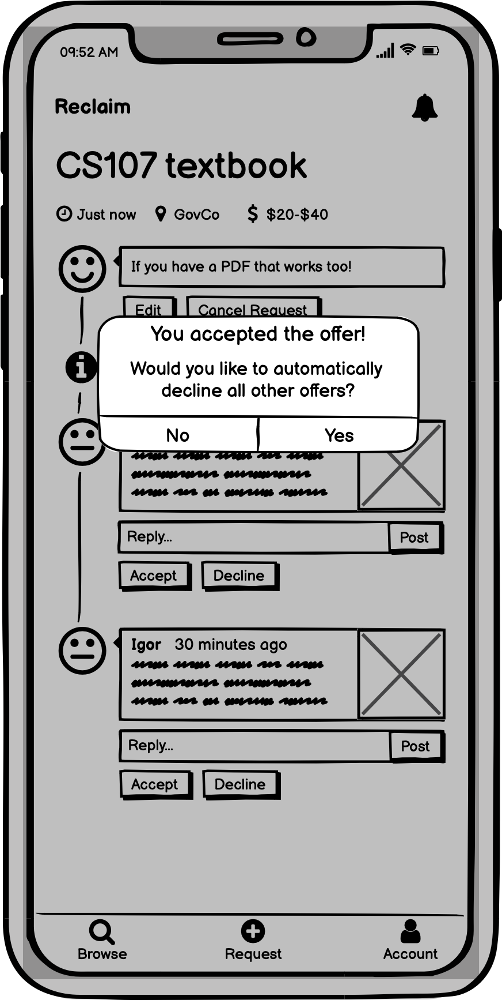 09:52 AM
Reclaim
CS107 textbook
Just now GovCo $ $20-$40
If you have a PDF that works too!
Edit Cancel Request
You accepted the offer!
Would you like to automatically
decline all other offers?
No Yes
Reply...
Post
Accept Decline
Igor 30 minutes ago
Reply...
Post
Accept Decline
Browse Request Account